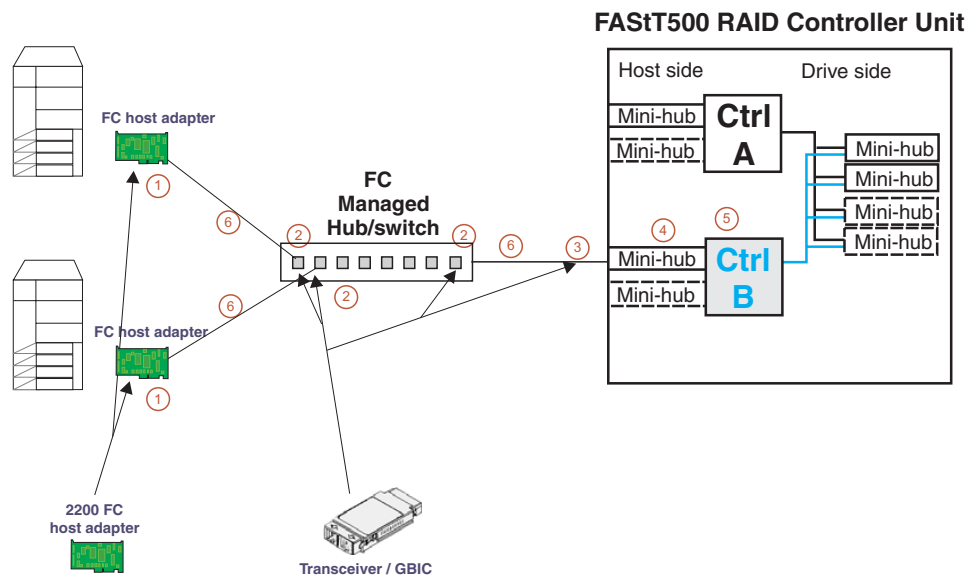 FAStT500 RAID Controller Unit
Host side
Drive side
FC host adapter
Mini-hub
Ctrl
A
Mini-hub
Mini-hub
Mini-hub
Mini-hub
Mini-hub
1
6
FC
Managed
Hub/switch
2
2
6
3
4
5
Mini-hub
Ctrl
B
Mini-hub
2
6
FC host adapter
1
2200 FC
host adapter
Transceiver / GBIC